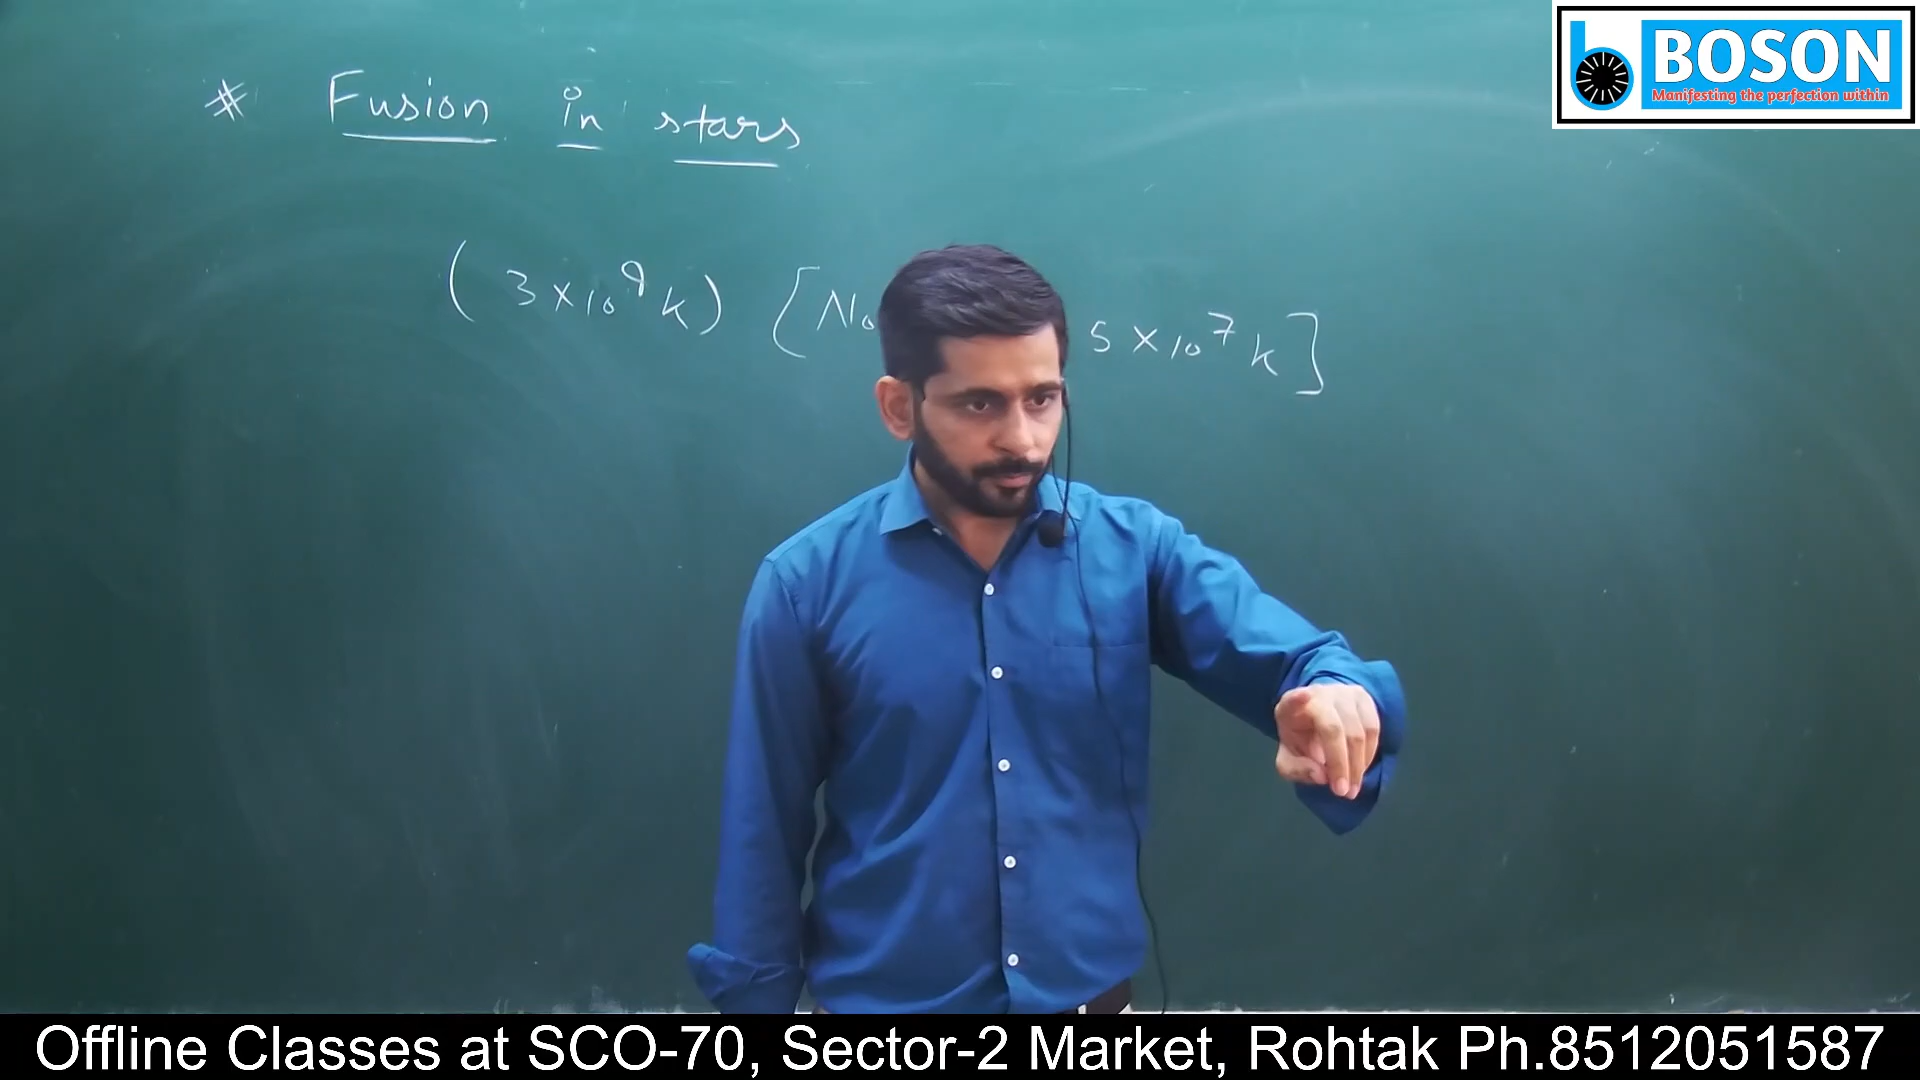 BOSON
Manifesting the perfection within
# Fusion in stars
(3×10⁹ K) [No 5×10⁷ K]
Offline Classes at SCO-70, Sector-2 Market, Rohtak Ph.8512051587